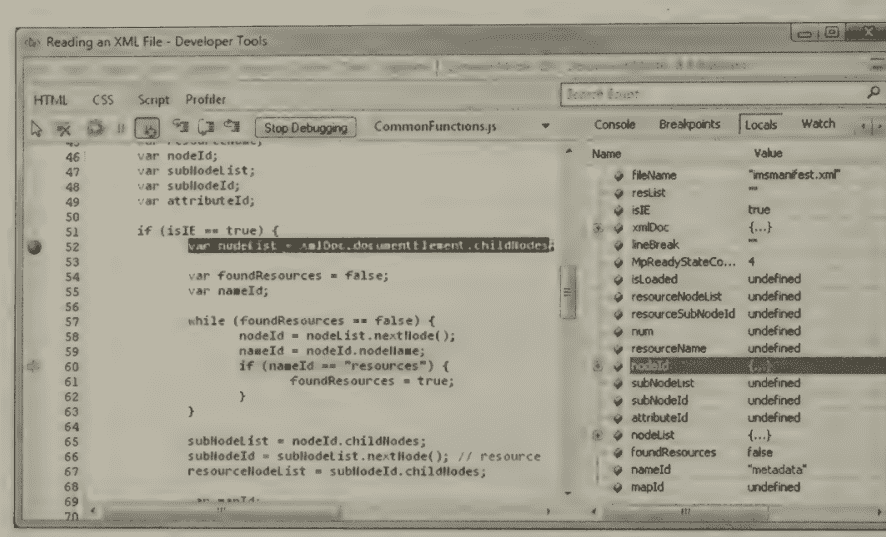 Reading an XML File - Developer Tools
HTML CSS Script Profiler
Stop Debugging CommonFunctions.js
Console Breakpoints Locals Watch
45
46 var nodeId;
47 var subNodeList;
48 var subNodeId;
49 var attributeId;
50
51 if (isIE == true) {
52 var nodeList = xmlDoc.documentElement.childNodes;
53
54 var foundResources = false;
55 var nameId;
56
57 while (foundResources == false) {
58 nodeId = nodeList.nextNode();
59 nameId = nodeId.nodeName;
60 if (nameId == "resources") {
61 foundResources = true;
62 }
63 }
64
65 subNodeList = nodeId.childNodes;
66 subNodeId = subNodeList.nextNode(); // resource
67 resourceNodeList = subNodeId.childNodes;
68
69 var mapId;
70
Name Value
fileName "imsmanifest.xml"
resList ""
isIE true
xmlDoc {...}
lineBreak ""
MpReadyStateCo... 4
isLoaded undefined
resourceNodeList undefined
resourceSubNodeId undefined
num undefined
resourceName undefined
nodeId {...}
subNodeList undefined
subNodeId undefined
attributeId undefined
nodeList {...}
foundResources false
nameId "metadata"
mapId undefined